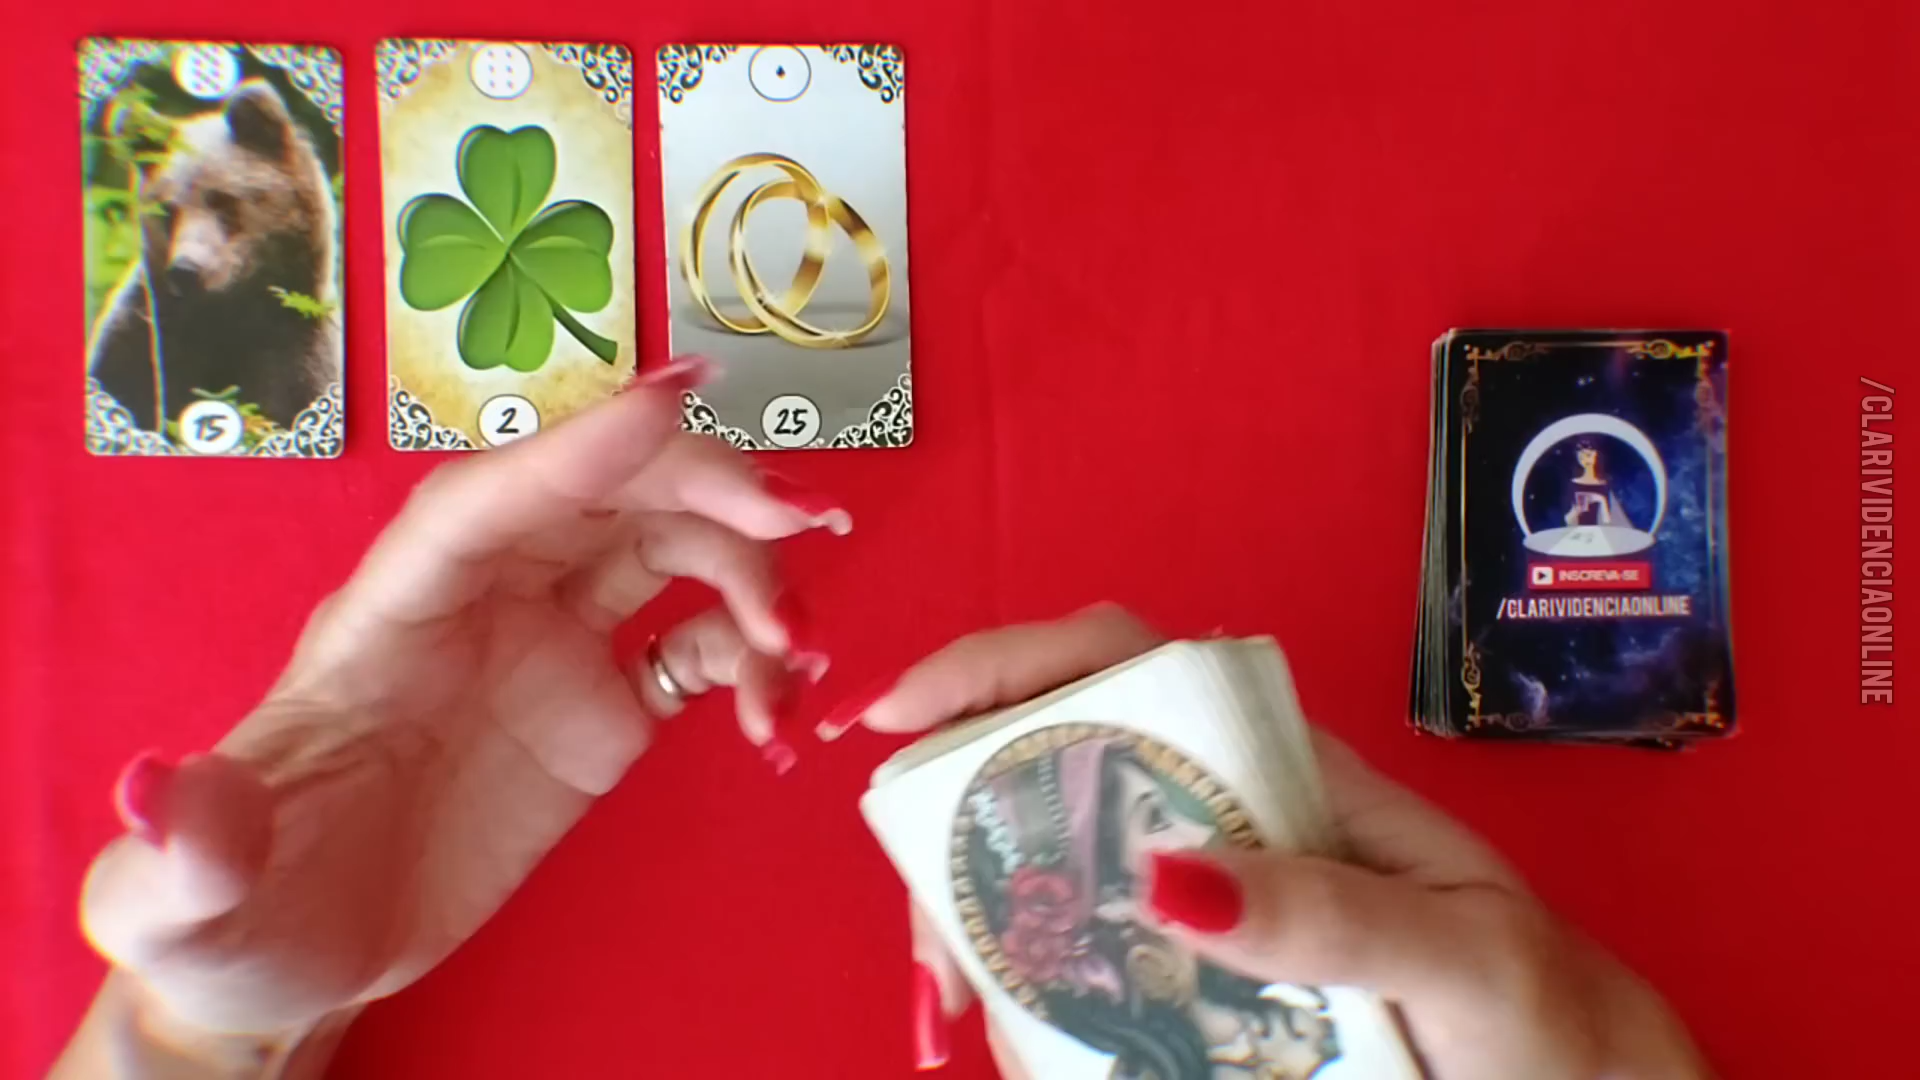 15
2
25
INSCREVA-SE
/CLARIVIDENCIAONLINE
/CLARIVIDENCIAONLINE